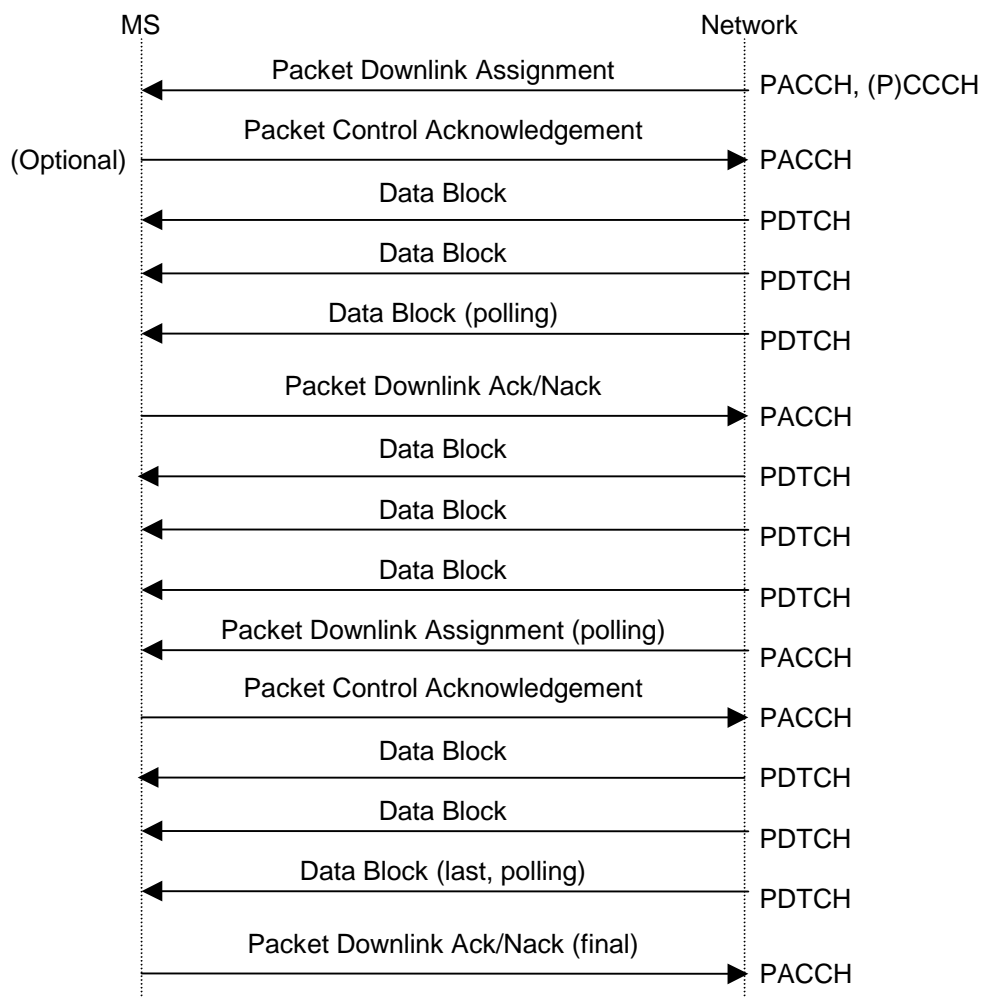 MS Network
Packet Downlink Assignment
PACCH, (P)CCCH
Packet Control Acknowledgement
(Optional)
PACCH
Data Block
PDTCH
Data Block
PDTCH
Data Block (polling)
PDTCH
Packet Downlink Ack/Nack
PACCH
Data Block
PDTCH
Data Block
PDTCH
Data Block
PDTCH
Packet Downlink Assignment (polling)
PACCH
Packet Control Acknowledgement
PACCH
Data Block
PDTCH
Data Block
PDTCH
Data Block (last, polling)
PDTCH
Packet Downlink Ack/Nack (final)
PACCH